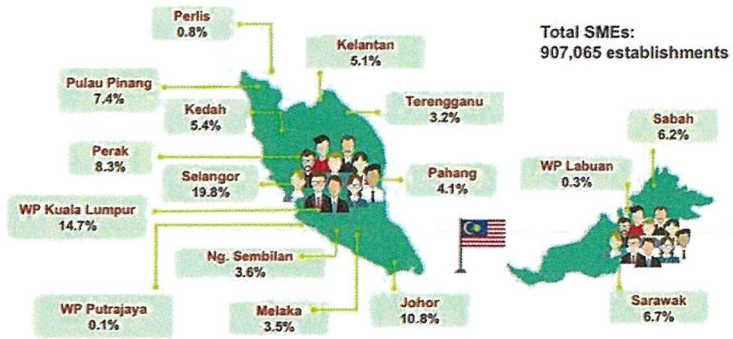 Perlis
0.8%
Total SMEs:
907,065 establishments
Kelantan
5.1%
Pulau Pinang
7.4%
Kedah
5.4%
Terengganu
3.2%
Sabah
6.2%
Perak
8.3%
Selangor
19.8%
Pahang
4.1%
WP Labuan
0.3%
WP Kuala Lumpur
14.7%
Ng. Sembilan
3.6%
WP Putrajaya
0.1%
Melaka
3.5%
Johor
10.8%
Sarawak
6.7%